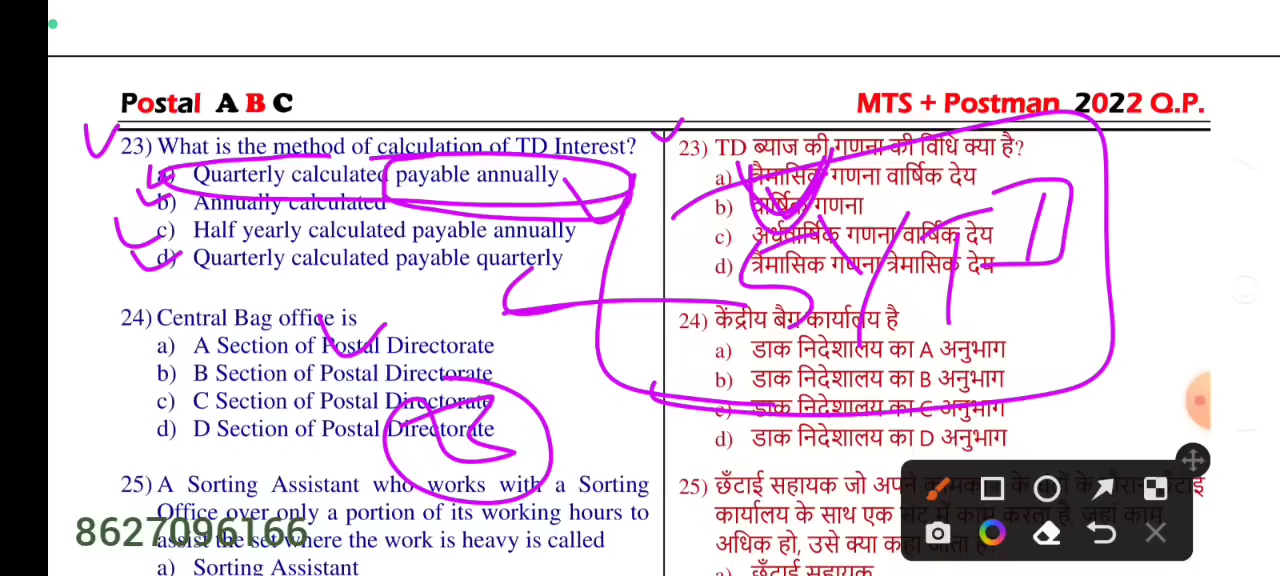 Postal A B C
MTS + Postman 2022 Q.P.
23) What is the method of calculation of TD Interest?
a) Quarterly calculated payable annually
b) Annually calculated
c) Half yearly calculated payable annually
d) Quarterly calculated payable quarterly
24) Central Bag office is
a) A Section of Postal Directorate
b) B Section of Postal Directorate
c) C Section of Postal Directorate
d) D Section of Postal Directorate
25) A Sorting Assistant who works with a Sorting
Office over only a portion of its working hours to
assist the set where the work is heavy is called
a) Sorting Assistant
8627096166
23) TD ब्याज की गणना की विधि क्या है?
a) त्रैमासिक गणना वार्षिक देय
b) वार्षिक गणना
c) अर्धवार्षिक गणना वार्षिक देय
d) त्रैमासिक गणना त्रैमासिक देय
24) केंद्रीय बैग कार्यालय है
a) डाक निदेशालय का A अनुभाग
b) डाक निदेशालय का B अनुभाग
c) डाक निदेशालय का C अनुभाग
d) डाक निदेशालय का D अनुभाग
25) छँटाई सहायक जो अपने के दौरान छँटाई
कार्यालय के साथ एक सेट में काम करता है, जहां काम
अधिक हो, उसे क्या कहा जाता है?
a) छँटाई सहायक